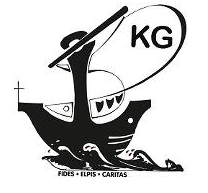 KG
FIDES • ELPIS • CARITAS